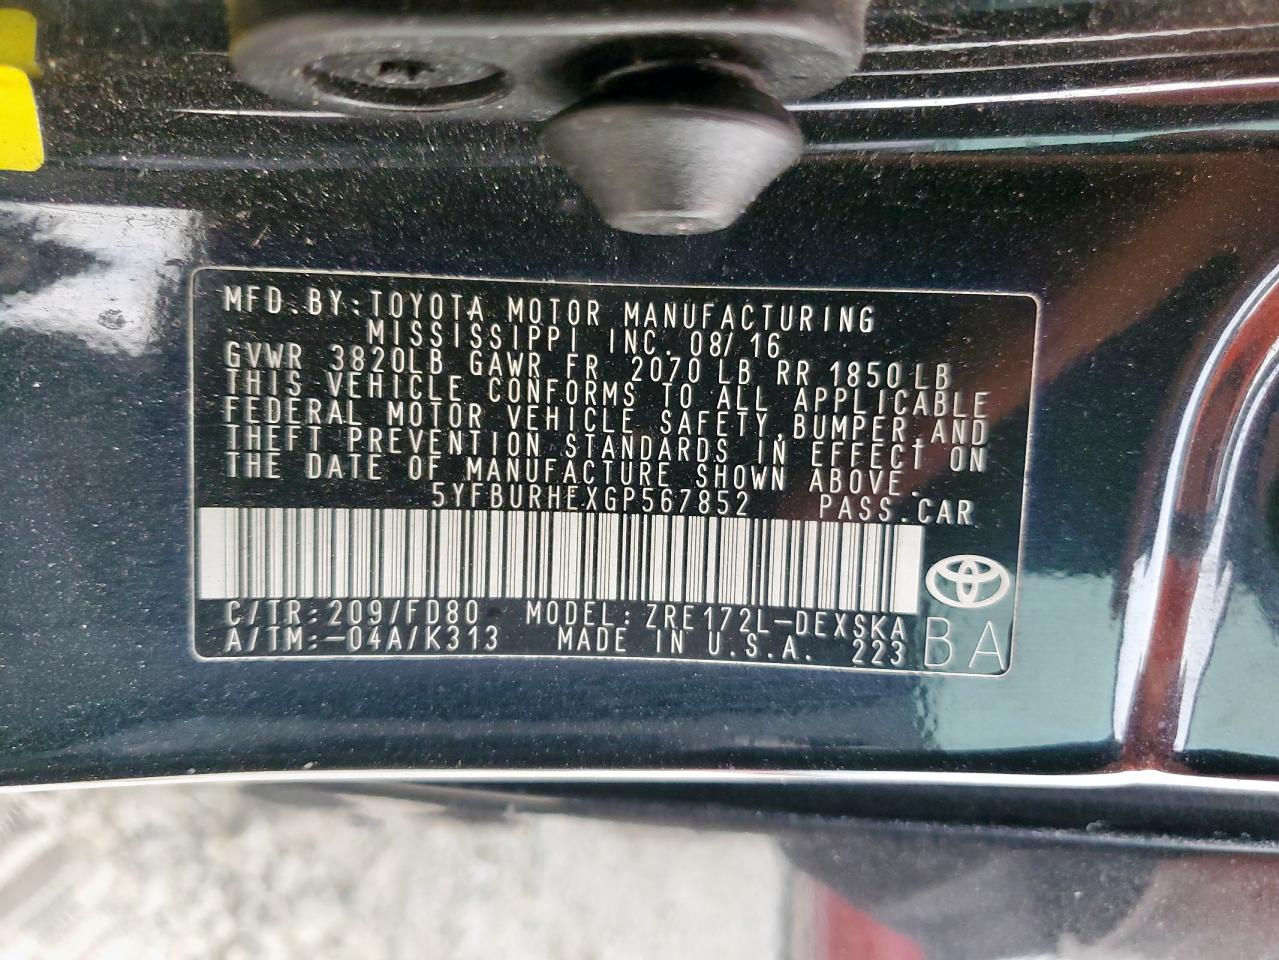 MFD.BY:TOYOTA MOTOR MANUFACTURING
MISSISSIPPI INC. 08/16
GVWR 3820LB GAWR FR 2070LB RR 1850LB
THIS VEHICLE CONFORMS TO ALL APPLICABLE
FEDERAL MOTOR VEHICLE SAFETY,BUMPER,AND
THEFT PREVENTION STANDARDS IN EFFECT ON
THE DATE OF MANUFACTURE SHOWN ABOVE.
5YFBURHEXGP567852 PASS.CAR
C/TR:209/FD80 MODEL:ZRE172L-DEXSKA
A/TM:-04A/K313 MADE IN U.S.A. 223 BA